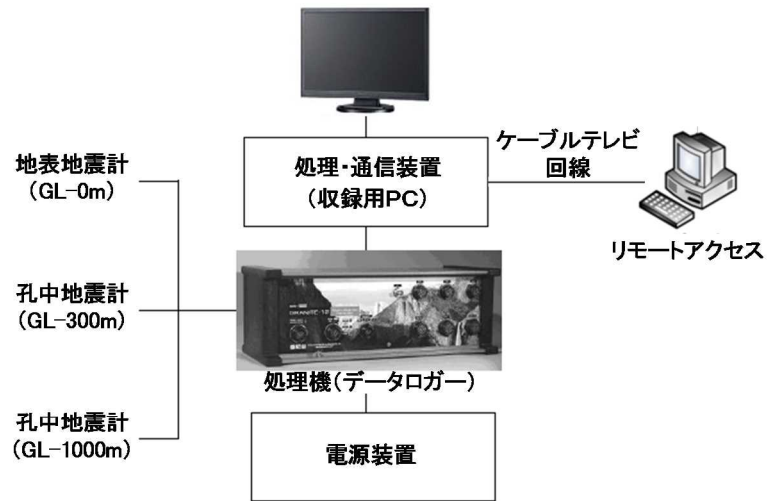 地表地震計
(GL-0m)
孔中地震計
(GL-300m)
孔中地震計
(GL-1000m)
処理・通信装置
(収録用PC)
ケーブルテレビ
回線
リモートアクセス
処理機(データロガー)
電源装置